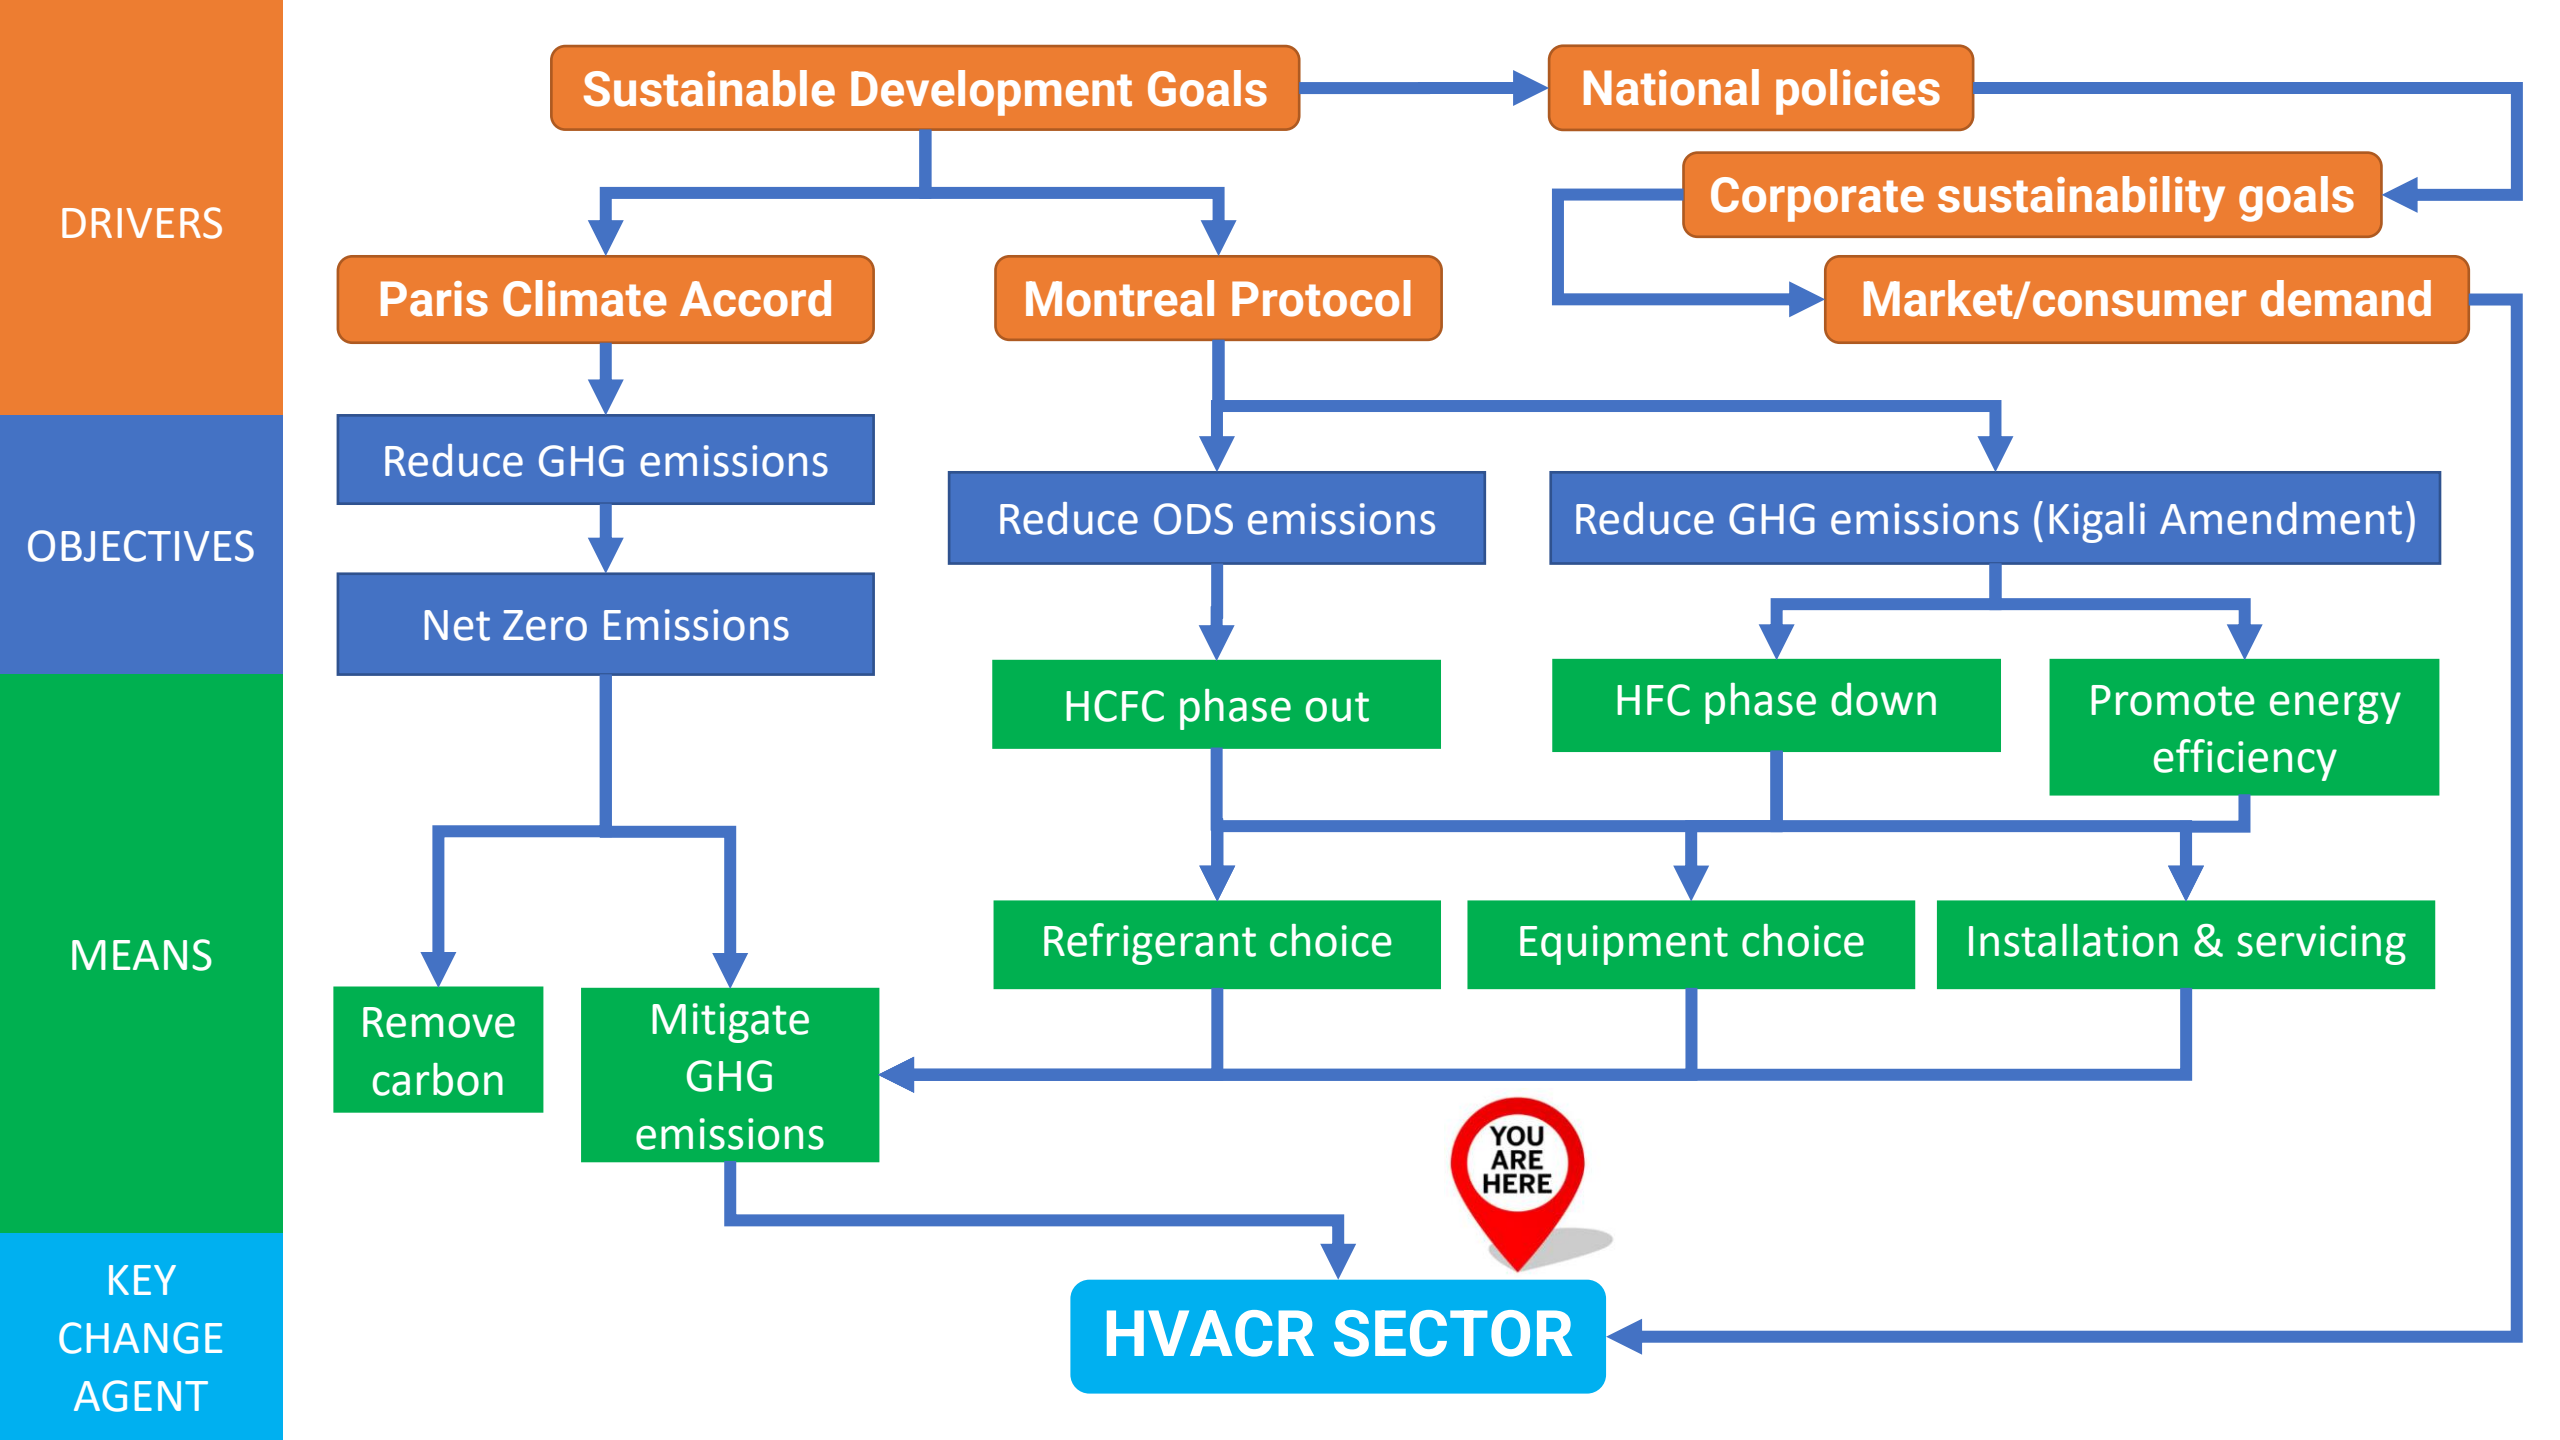 DRIVERS
Sustainable Development Goals
National policies
Corporate sustainability goals
Paris Climate Accord
Montreal Protocol
Market/consumer demand
OBJECTIVES
Reduce GHG emissions
Reduce ODS emissions
Reduce GHG emissions (Kigali Amendment)
Net Zero Emissions
MEANS
HCFC phase out
HFC phase down
Promote energy
efficiency
Refrigerant choice
Equipment choice
Installation & servicing
Remove
carbon
Mitigate
GHG
emissions
YOU
ARE
HERE
KEY
CHANGE
AGENT
HVACR SECTOR